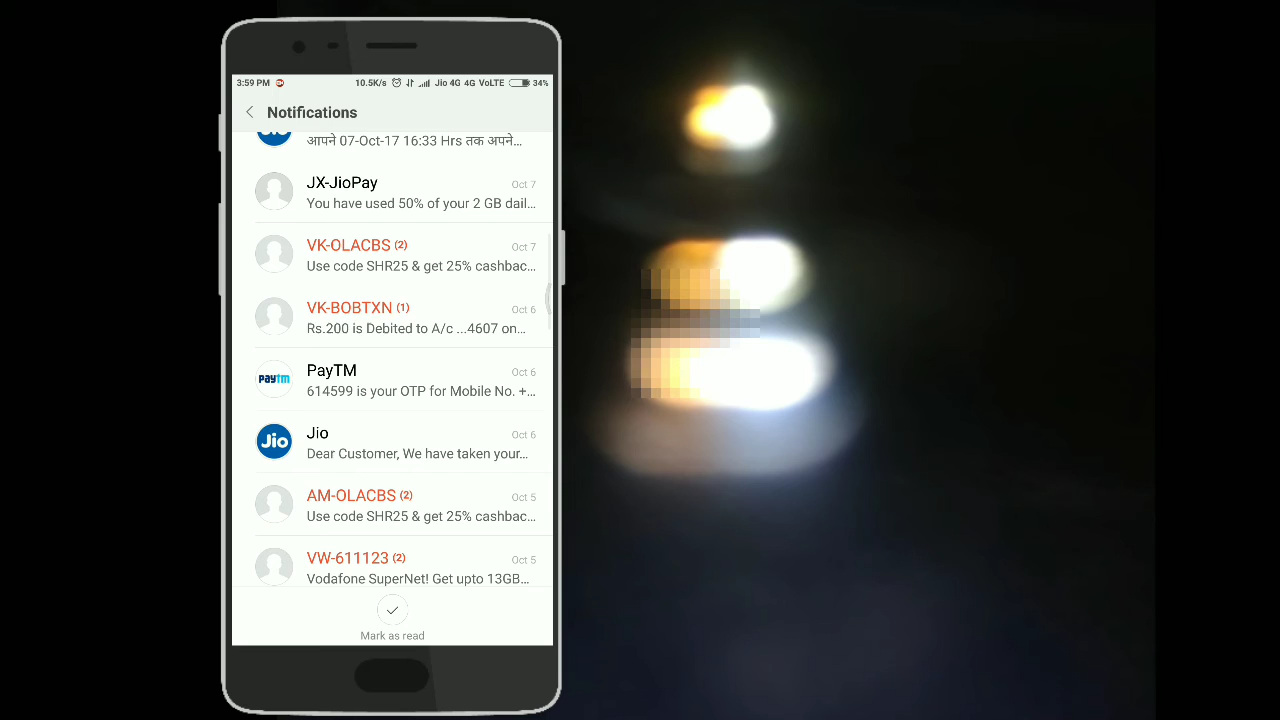 3:59 PM 10.5K/s Jio 4G 4G VoLTE 34%
Notifications
आपने 07-Oct-17 16:33 Hrs तक अपने...
JX-JioPay Oct 7
You have used 50% of your 2 GB dail...
VK-OLACBS (2) Oct 7
Use code SHR25 & get 25% cashbac...
VK-BOBTXN (1) Oct 6
Rs.200 is Debited to A/c ...4607 on...
PayTM Oct 6
Paytm
614599 is your OTP for Mobile No. +...
Jio Oct 6
Jio
Dear Customer, We have taken your...
AM-OLACBS (2) Oct 5
Use code SHR25 & get 25% cashbac...
VW-611123 (2) Oct 5
Vodafone SuperNet! Get upto 13GB...
Mark as read